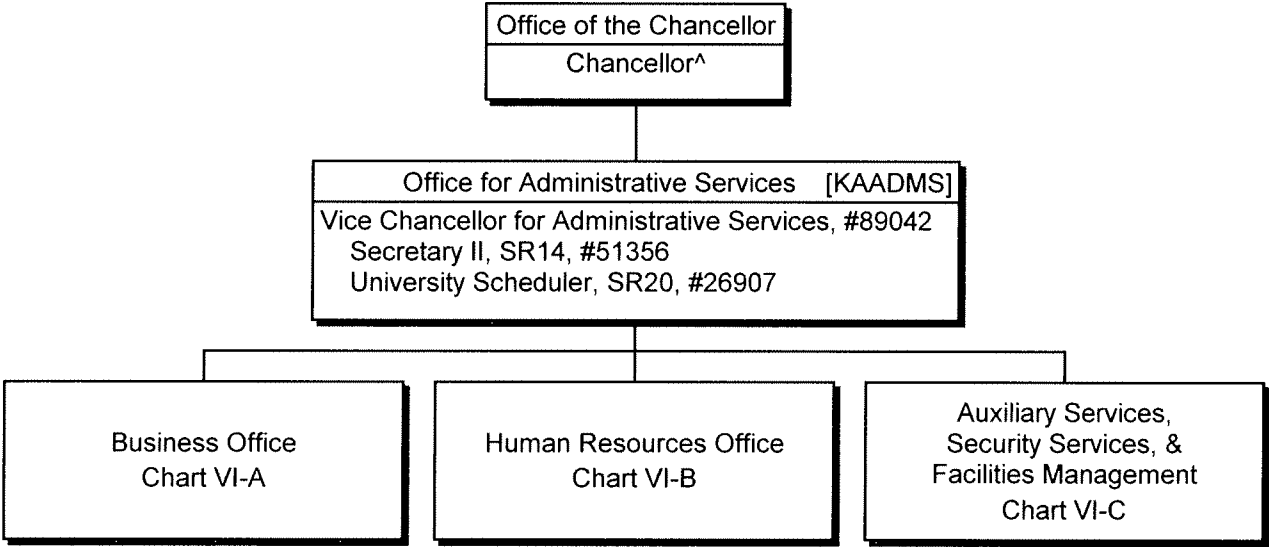 Office of the Chancellor
Chancellor^
Office for Administrative Services [KAADMS]
Vice Chancellor for Administrative Services, #89042
Secretary II, SR14, #51356
University Scheduler, SR20, #26907
Business Office
Chart VI-A
Human Resources Office
Chart VI-B
Auxiliary Services,
Security Services, &
Facilities Management
Chart VI-C